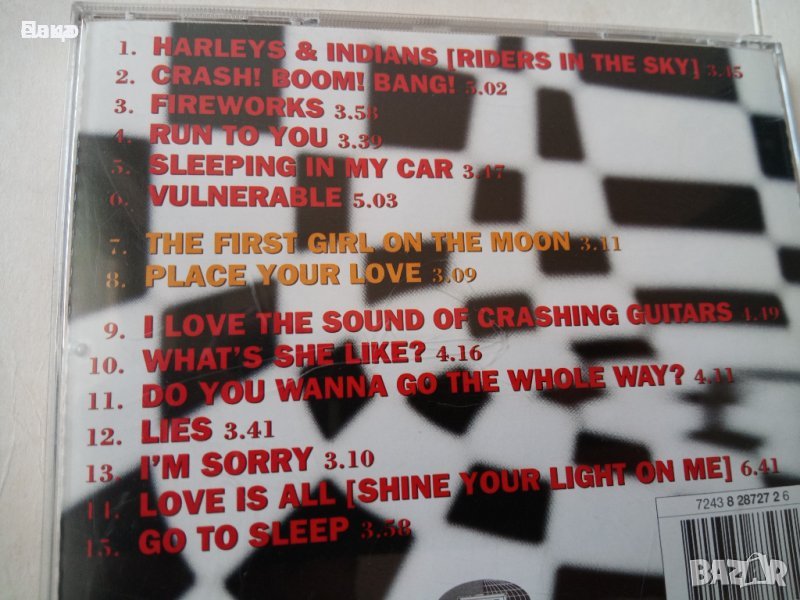 1. HARLEYS & INDIANS [RIDERS IN THE SKY] 3.45
2. CRASH! BOOM! BANG! 5.02
3. FIREWORKS 3.58
4. RUN TO YOU 3.39
5. SLEEPING IN MY CAR 3.47
6. VULNERABLE 5.03
7. THE FIRST GIRL ON THE MOON 3.11
8. PLACE YOUR LOVE 3.09
9. I LOVE THE SOUND OF CRASHING GUITARS 4.49
10. WHAT'S SHE LIKE? 4.16
11. DO YOU WANNA GO THE WHOLE WAY? 4.11
12. LIES 3.41
13. I'M SORRY 3.10
14. LOVE IS ALL [SHINE YOUR LIGHT ON ME] 6.41
15. GO TO SLEEP 3.58
7243 8 28727 2 6
BAZAR